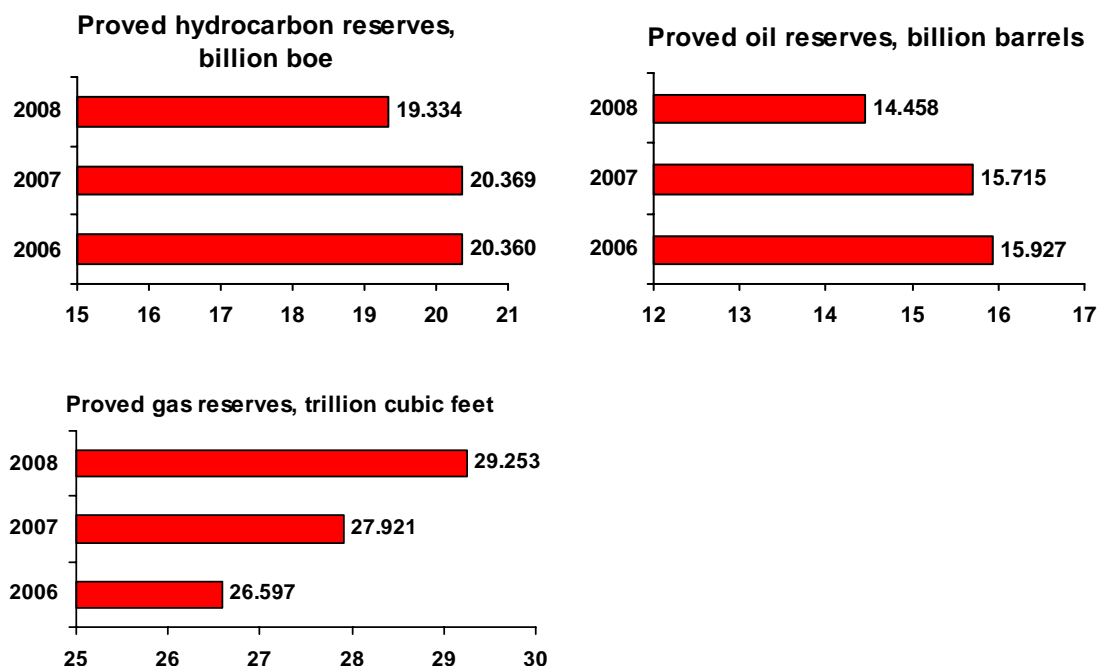 Proved hydrocarbon reserves,
billion boe
2008
19.334
2007
20.369
2006
20.360
15 16 17 18 19 20 21
Proved oil reserves, billion barrels
2008
14.458
2007
15.715
2006
15.927
12 13 14 15 16 17
Proved gas reserves, trillion cubic feet
2008
29.253
2007
27.921
2006
26.597
25 26 27 28 29 30